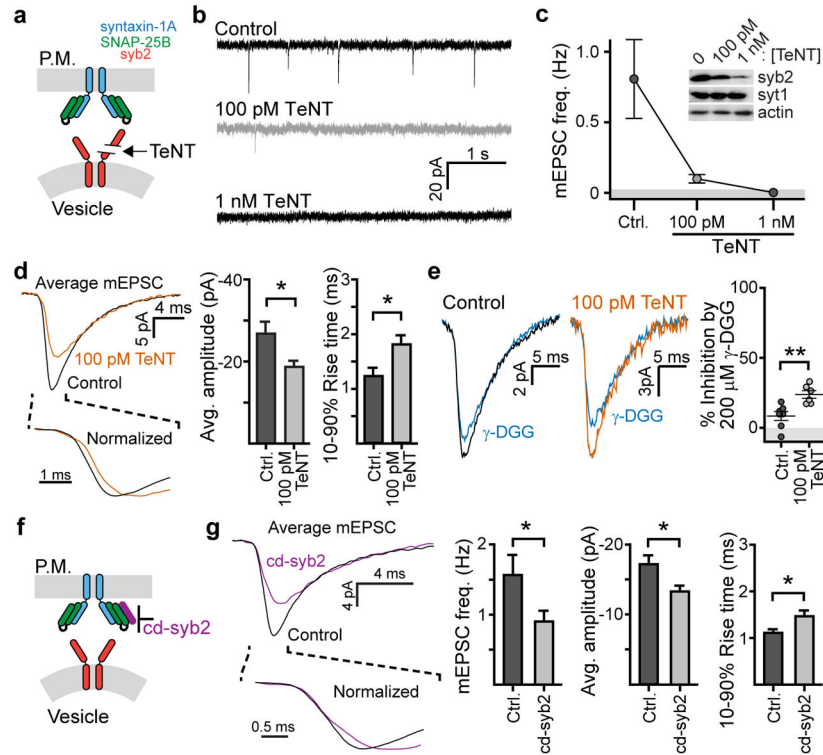 a
syntaxin-1A
SNAP-25B
syb2
P.M.
TeNT
Vesicle
b
Control
100 pM TeNT
1 nM TeNT
20 pA
1 s
c
mEPSC freq. (Hz)
1.0
0.5
0
Ctrl.
100 pM
1 nM
TeNT
0
100 pM
1 nM
: [TeNT]
syb2
syt1
actin
d
Average mEPSC
4 ms
5 pA
100 pM TeNT
Control
Normalized
1 ms
Avg. amplitude (pA)
-40
-20
*
Ctrl.
100 pM
TeNT
10-90% Rise time (ms)
3
2
1
0
*
Ctrl.
100 pM
TeNT
e
Control
γ-DGG
5 ms
2 pA
100 pM TeNT
γ-DGG
5 ms
3pA
% Inhibition by
200 μM γ-DGG
100
50
0
**
Ctrl.
100 pM
TeNT
f
P.M.
cd-syb2
Vesicle
g
Average mEPSC
cd-syb2
4 pA
4 ms
Control
Normalized
0.5 ms
mEPSC freq. (Hz)
2
1
*
Ctrl.
cd-syb2
Avg. amplitude (pA)
-20
-10
*
Ctrl.
cd-syb2
10-90% Rise time (ms)
3
2
1
0
*
Ctrl.
cd-syb2